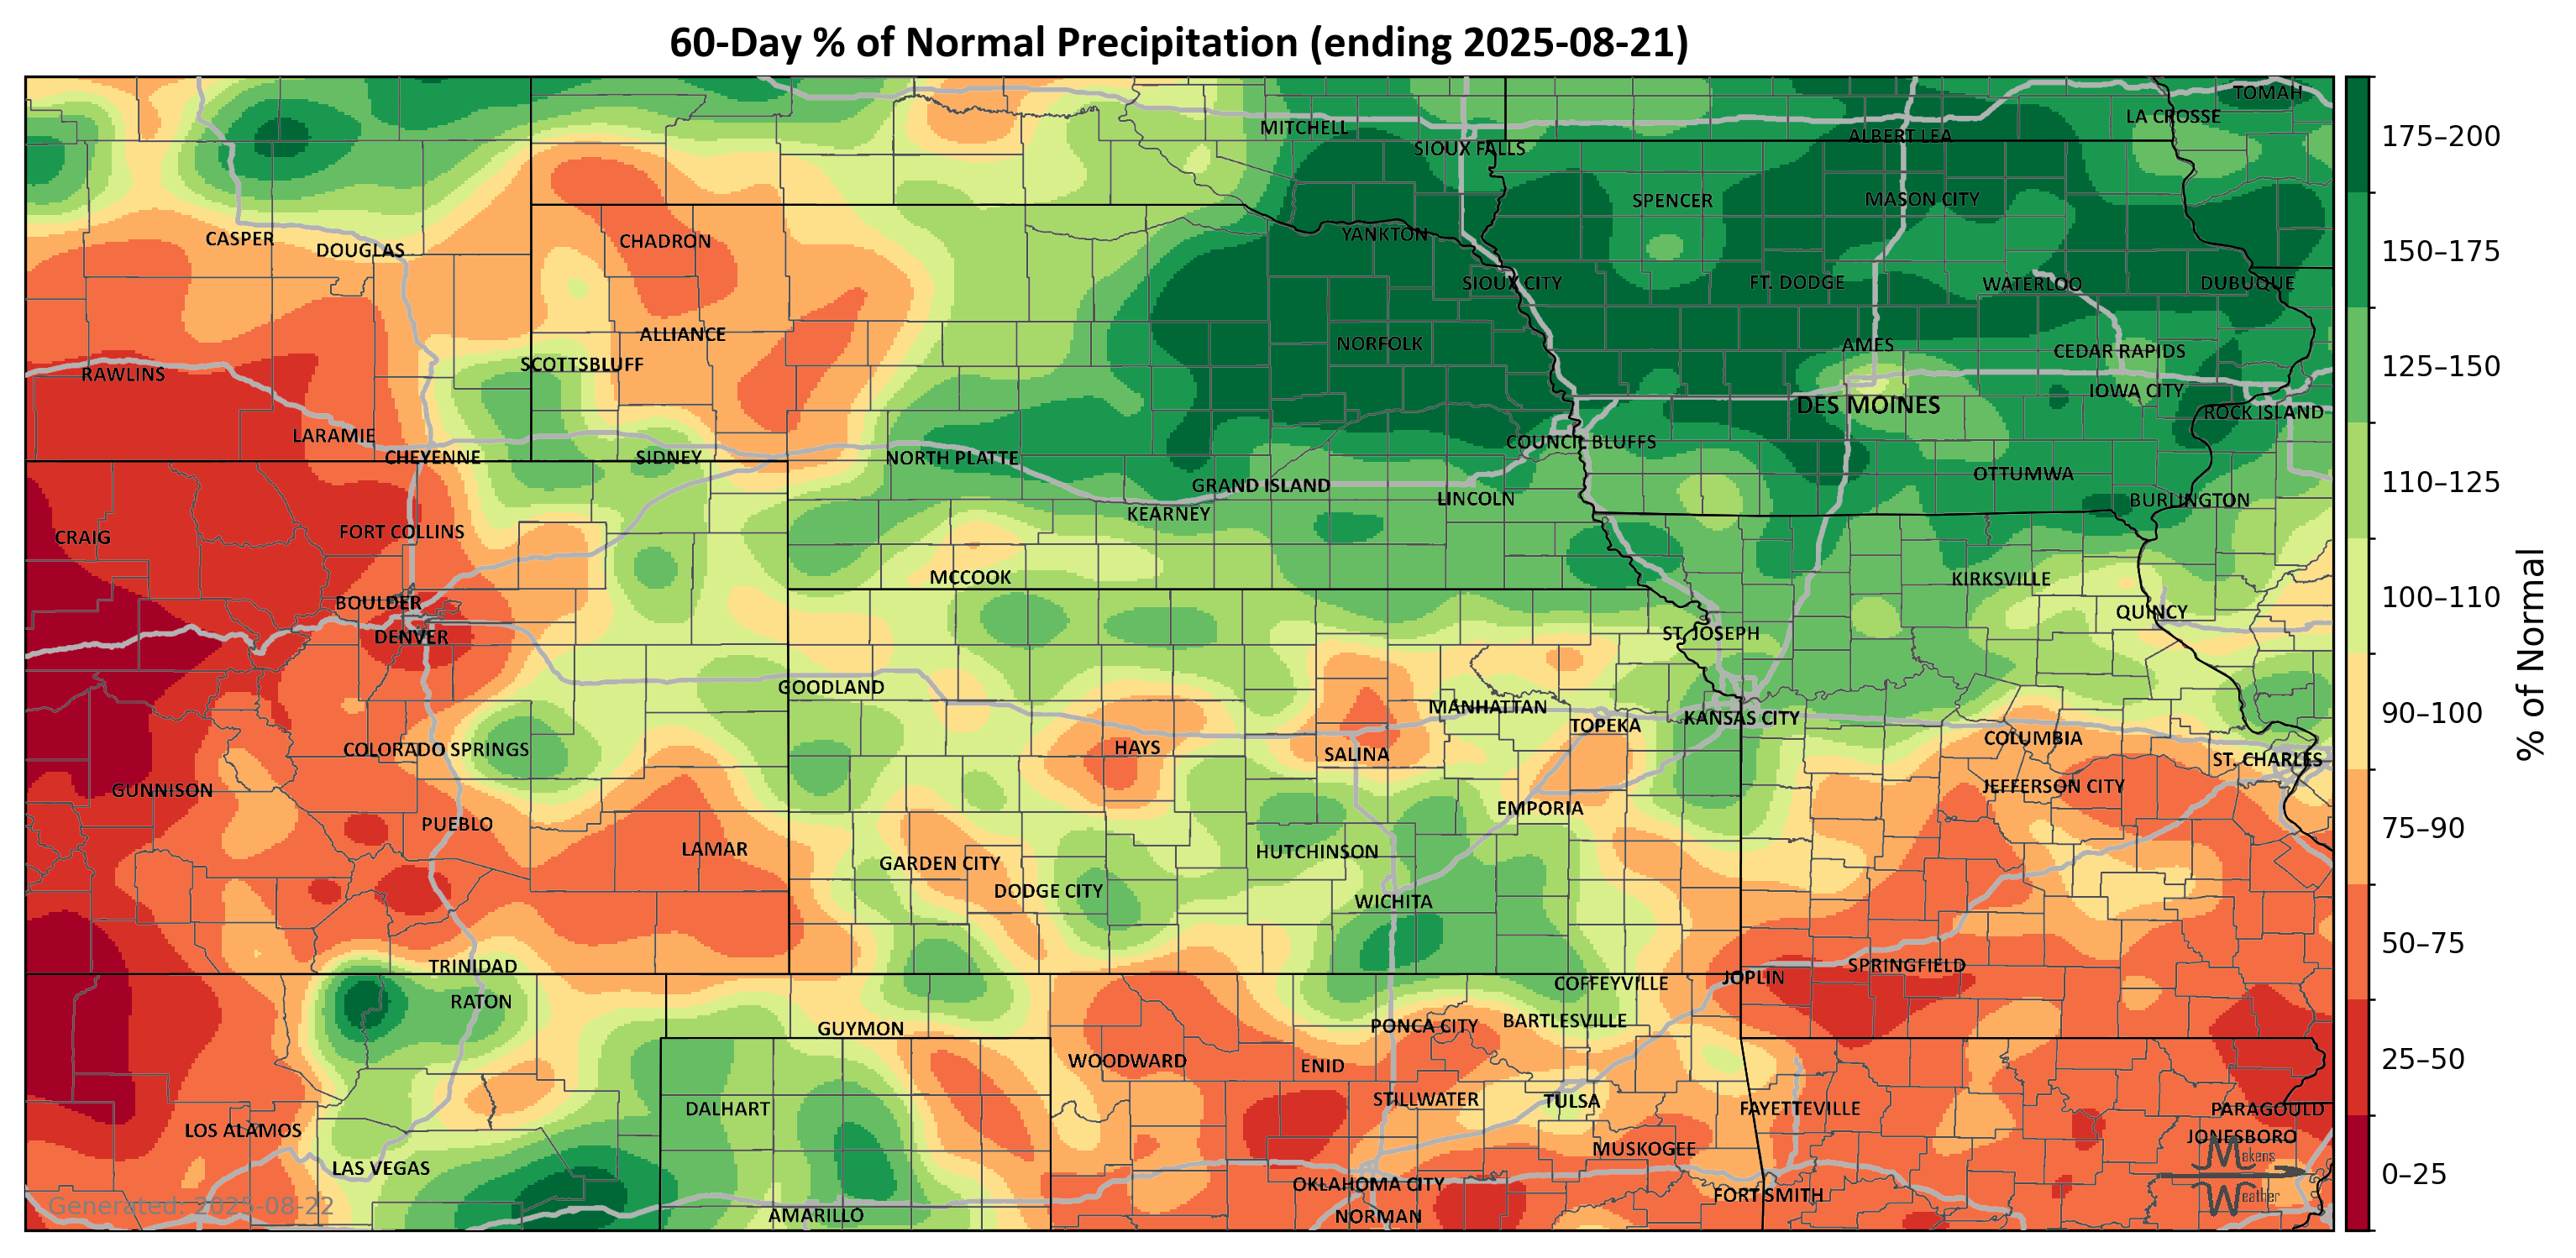 60-Day % of Normal Precipitation (ending 2025-08-21)
TOMAH
LA CROSSE
MITCHELL
ALBERT LEA
SIOUX FALLS
175–200
SPENCER
MASON CITY
YANKTON
CASPER
CHADRON
DOUGLAS
150–175
SIOUX CITY
FT. DODGE
WATERLOO
DUBUQUE
ALLIANCE
NORFOLK
AMES
CEDAR RAPIDS
SCOTTSBLUFF
125–150
RAWLINS
IOWA CITY
DES MOINES
ROCK ISLAND
LARAMIE
COUNCIL BLUFFS
CHEYENNE
SIDNEY
NORTH PLATTE
OTTUMWA
110–125
GRAND ISLAND
LINCOLN
BURLINGTON
KEARNEY
CRAIG
FORT COLLINS
MCCOOK
KIRKSVILLE
100–110
BOULDER
QUINCY
DENVER
ST. JOSEPH
% of Normal
GOODLAND
MANHATTAN
KANSAS CITY
90–100
TOPEKA
COLUMBIA
COLORADO SPRINGS
HAYS
SALINA
ST. CHARLES
GUNNISON
JEFFERSON CITY
EMPORIA
PUEBLO
75–90
LAMAR
HUTCHINSON
GARDEN CITY
DODGE CITY
WICHITA
50–75
TRINIDAD
SPRINGFIELD
JOPLIN
COFFEYVILLE
RATON
BARTLESVILLE
GUYMON
PONCA CITY
WOODWARD
ENID
25–50
STILLWATER
TULSA
DALHART
FAYETTEVILLE
PARAGOULD
LOS ALAMOS
JONESBORO
MUSKOGEE
Makens
LAS VEGAS
0–25
OKLAHOMA CITY
FORT SMITH
Weather
Generated: 2025-08-22
AMARILLO
NORMAN